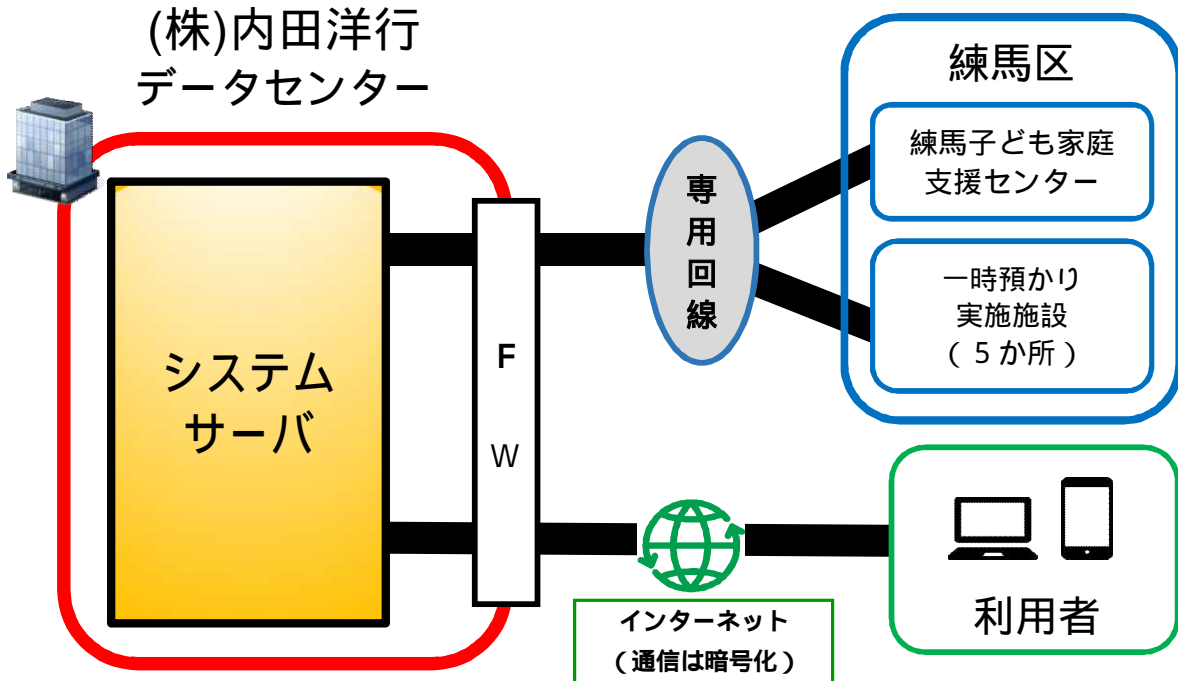 (株)内田洋行
データセンター
システム
サーバ
F
W
専
用
回
線
練馬区
練馬子ども家庭
支援センター
一時預かり
実施施設
(5か所)
インターネット
(通信は暗号化)
利用者